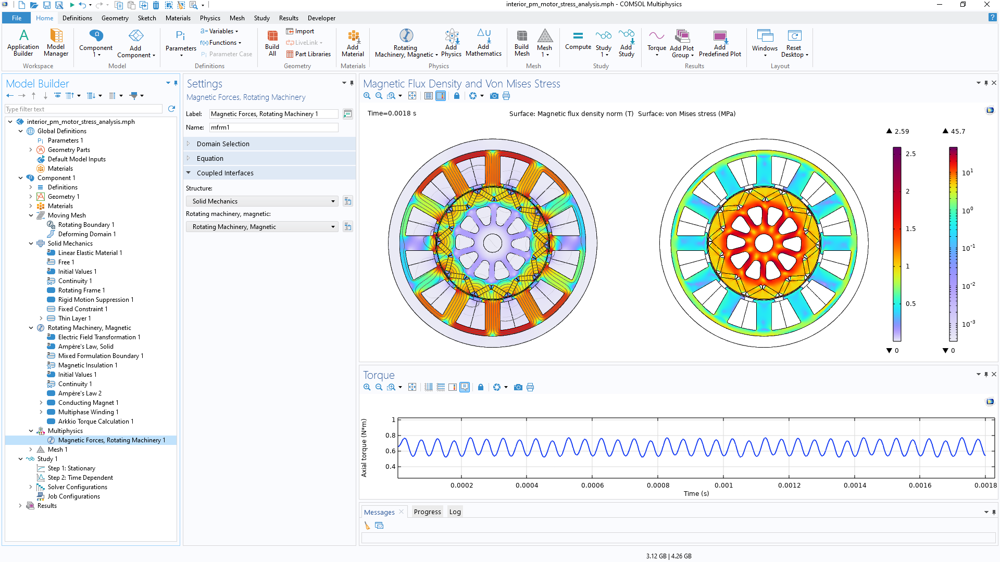 interior_pm_motor_stress_analysis.mph - COMSOL Multiphysics
File Home Definitions Geometry Sketch Materials Physics Mesh Study Results Developer
Application Builder
Model Manager
Workspace
Component 1
Add Component
Model
Pi
Parameters
a= Variables
f(x) Functions
Pi Parameter Case
Definitions
Build All
Import
LiveLink
Part Libraries
Geometry
Add Material
Materials
Rotating Machinery, Magnetic
Add Physics
Add Mathematics
Physics
Build Mesh
Mesh 1
Mesh
Compute
Study 1
Add Study
Study
Torque
Add Plot Group
Add Predefined Plot
Results
Windows
Reset Desktop
Layout
Model Builder
Type filter text
interior_pm_motor_stress_analysis.mph
Global Definitions
Pi Parameters 1
Geometry Parts
Default Model Inputs
Materials
Component 1
Definitions
Geometry 1
Materials
Moving Mesh
Rotating Boundary 1
Deforming Domain 1
Solid Mechanics
Linear Elastic Material 1
Free 1
Initial Values 1
Continuity 1
Rotating Frame 1
Rigid Motion Suppression 1
Fixed Constraint 1
Thin Layer 1
Rotating Machinery, Magnetic
Electric Field Transformation 1
Ampère's Law, Solid
Mixed Formulation Boundary 1
Magnetic Insulation 1
Initial Values 1
Continuity 1
Ampère's Law 2
Conducting Magnet 1
Multiphase Winding 1
Arkkio Torque Calculation 1
Multiphysics
Magnetic Forces, Rotating Machinery 1
Mesh 1
Study 1
Step 1: Stationary
Step 2: Time Dependent
Solver Configurations
Job Configurations
Results
Settings
Magnetic Forces, Rotating Machinery
Label: Magnetic Forces, Rotating Machinery 1
Name: mfrm1
Domain Selection
Equation
Coupled Interfaces
Structure:
Solid Mechanics
Rotating machinery, magnetic:
Rotating Machinery, Magnetic
Magnetic Flux Density and Von Mises Stress
Time=0.0018 s
Surface: Magnetic flux density norm (T) Surface: von Mises stress (MPa)
▲ 2.59
2.5
2
1.5
1
0.5
▼ 0
▲ 45.7
10¹
10⁰
10⁻¹
10⁻²
10⁻³
▼ 0
Torque
Axial torque (N*m)
1
0.8
0.6
0.4
0.0002 0.0004 0.0006 0.0008 0.001 0.0012 0.0014 0.0016 0.0018
Time (s)
Messages Progress Log
3.12 GB | 4.26 GB